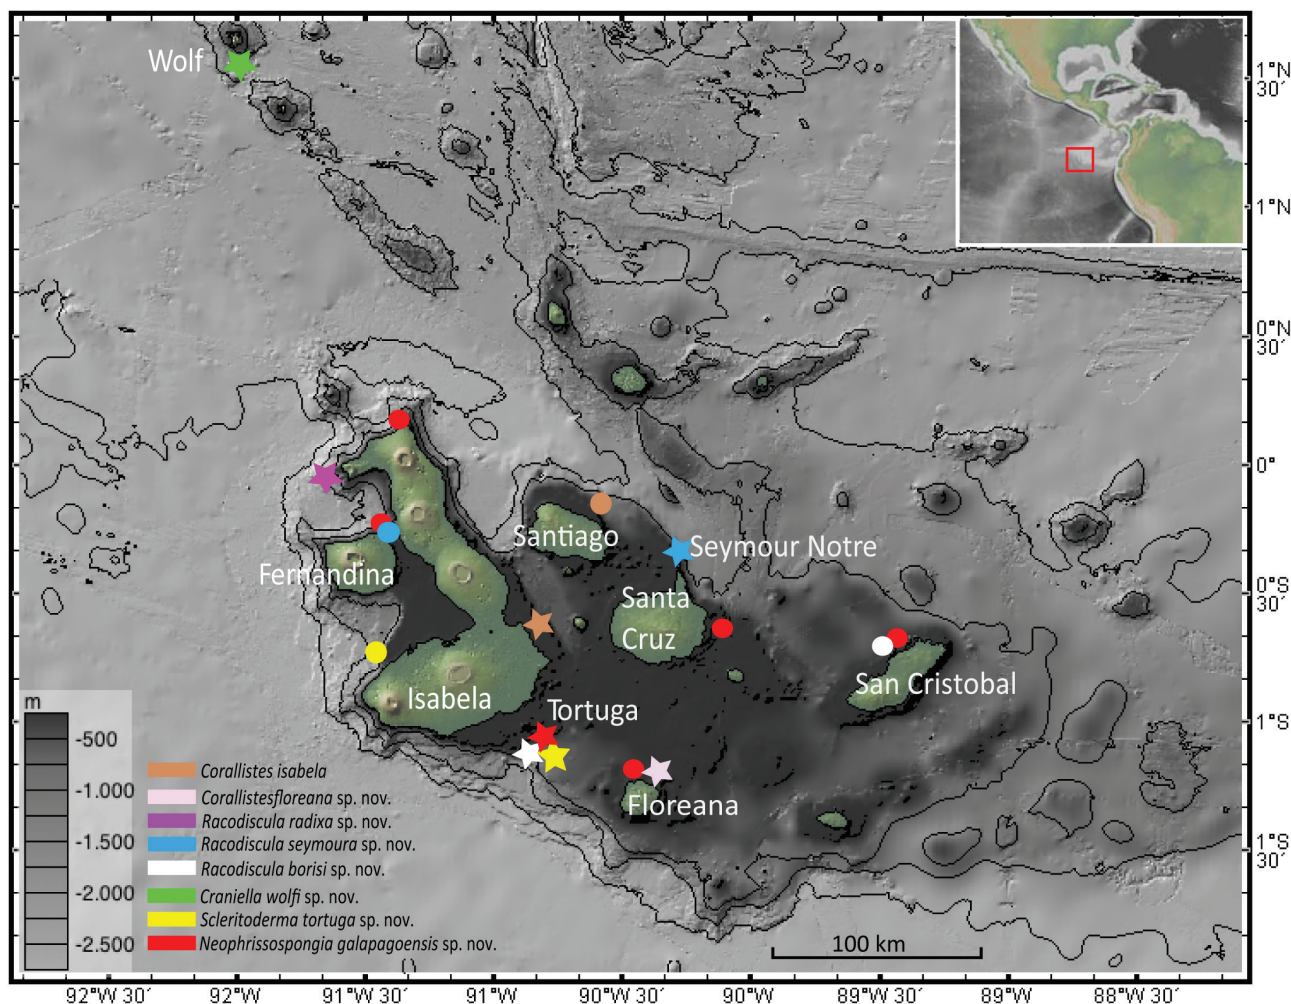 Wolf
1°N
30′
1°N
0°N
30′
0°
Santiago
Seymour Notre
Fernandina
0°S
30′
Santa
Cruz
Isabela
San Cristobal
Tortuga
1°S
Floreana
1°S
30′
m
-500
-1.000
-1.500
-2.000
-2.500
Corallistes isabela
Corallistesfloreana sp. nov.
Racodiscula radixa sp. nov.
Racodiscula seymoura sp. nov.
Racodiscula borisi sp. nov.
Craniella wolfi sp. nov.
Scleritoderma tortuga sp. nov.
Neophrissospongia galapagoensis sp. nov.
100 km
92°W 30′ 92°W 91°W 30′ 91°W 90°W 30′ 90°W 89°W 30′ 89°W 88°W 30′